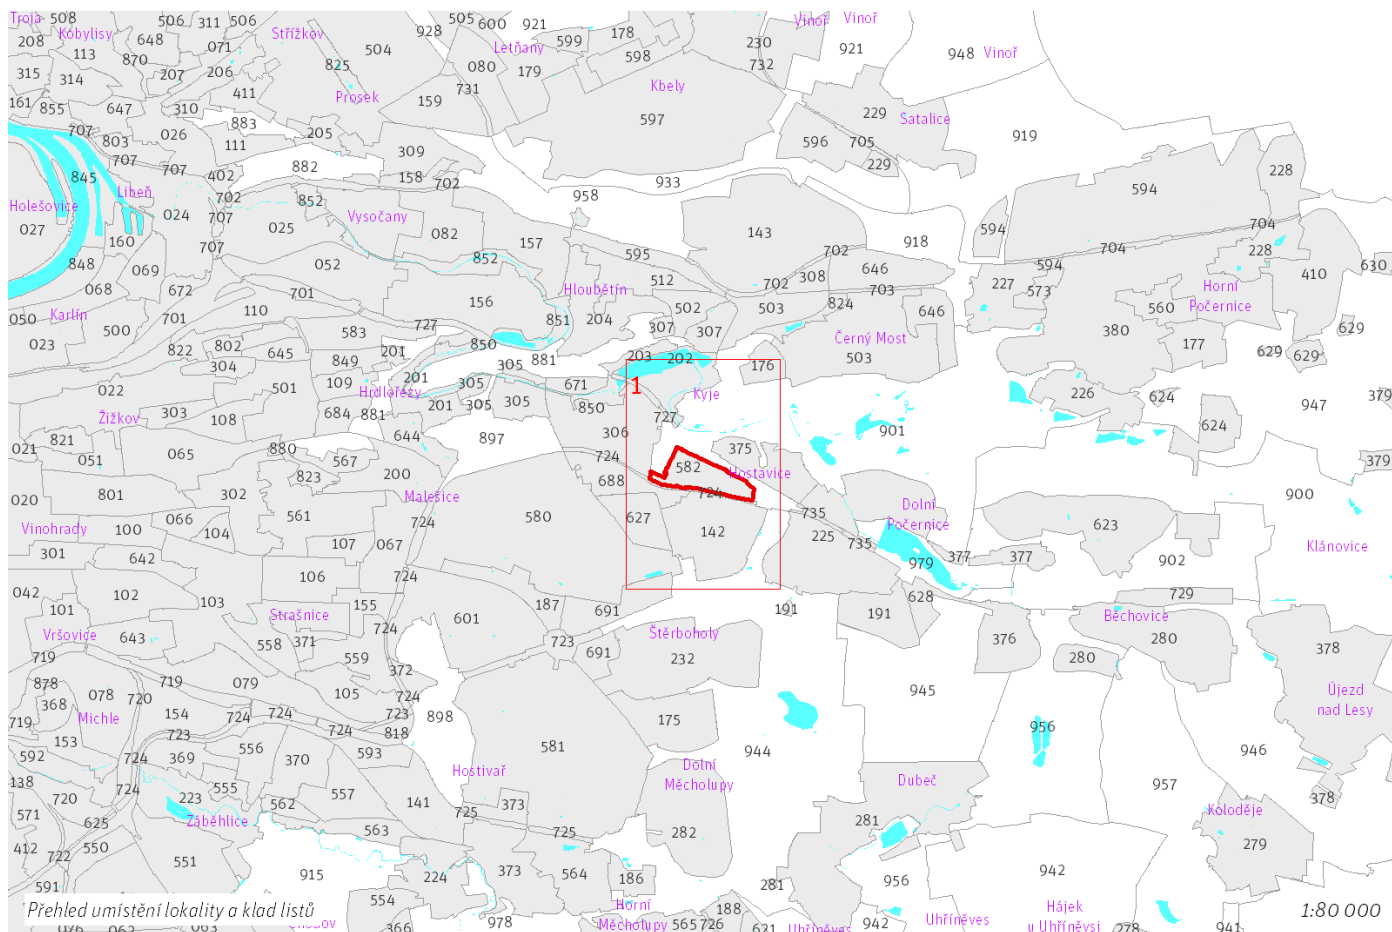 Troja 508 506 311 506 505 600 921 Vinoř Vinoř
Kobylisy 648 Střížkov 504 928 Letňany 599 178 230 921 948 Vinoř
208 113 870 071 825 080 179 598 732
315 314 207 206 731 Kbely
161 855 647 310 411 Prosek 159 597 229 Satalice
707 803 026 883 205 596 705 919
111 309 229
707 707 402 882 158 702 933 594 228
845 Libeň 702 852 958
Holešovice 024 707 Vysočany 143 594 704
027 160 025 082 157 702 918 704 228
707 852 595
848 069 052 512 702 308 646 594 410 630
068 672 701 156 Hloubětín 703 227 573 Horní
Počernice
050 Karlín 701 110 727 851 204 502 503 824 646 560
500 583 307 307 Černý Most 380 629
023 822 802 645 201 850 881 203 202 503 177 629 629
304 849 305 176
022 501 109 201 305 671 1 Kyje 226 624 379
Žižkov 303 108 Hrdlořezy 201 305 305 850 727 947
684 881 306 901 624
021 821 065 880 644 897 375
051 567 724 582 Hostavice 379
823 200 688 724
020 801 302 Malešice 900
Vinohrady 066 561 724 580 627 735 Dolní
Počernice 623
100 104 142 225
301 642 107 067 735 377 377 902 Klánovice
106 724 979
042 102 103 155 187 691 191 628 729
101 Strašnice 601 191 Běchovice
Vršovice 643 558 371 724 723 Štěrboholy 376 280 378
719 559 691 232 280
372
878 078 719 079 105 724 945 Újezd
nad Lesy
368 720 723
Michle 154 724 724 898 175 956
719 723 724 818 944 946
153 556 593 581
592 724 369 370 Hostivař Dolní
Měcholupy Dubeč 957
138 724 555 557
720 223 562 141 373 378
571 625 Záběhlice 563 725 725 282 281 Koloděje
412 550 279
722 551 915 224 373 564 186 281 956 942
591 554
Přehled umístění lokality a klad listů 978 Horní
Měcholupy 188 Uhříněves Hájek
u Uhříněvsi 1:80 000
366 565 726 942 941